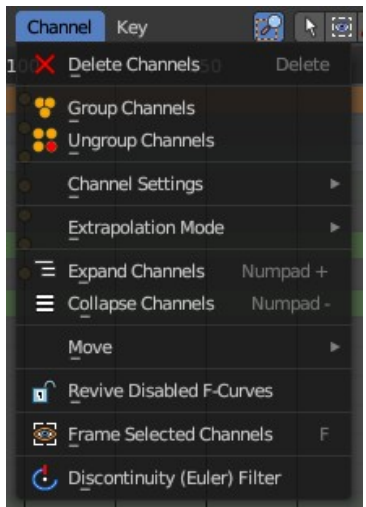 Channel Key
Delete Channels Delete
Group Channels
Ungroup Channels
Channel Settings
Extrapolation Mode
Expand Channels Numpad +
Collapse Channels Numpad -
Move
Revive Disabled F-Curves
Frame Selected Channels F
Discontinuity (Euler) Filter